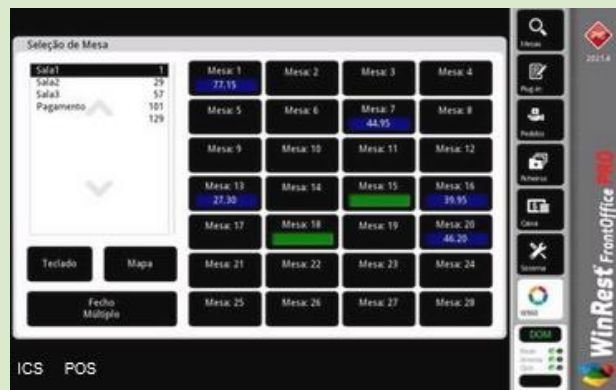 Seleção de Mesa
Sala1 1
Sala2 29
Sala3 57
Pagamento 101
129
Teclado
Mapa
Fecho
Múltiplo
Mesa: 1
77.15
Mesa: 2
Mesa: 3
Mesa: 4
Mesa: 5
Mesa: 6
Mesa: 7
44.95
Mesa: 8
Mesa: 9
Mesa: 10
Mesa: 11
Mesa: 12
Mesa: 13
27.30
Mesa: 14
Mesa: 15
Mesa: 16
39.95
Mesa: 17
Mesa: 18
Mesa: 19
Mesa: 20
46.20
Mesa: 21
Mesa: 22
Mesa: 23
Mesa: 24
Mesa: 25
Mesa: 26
Mesa: 27
Mesa: 28
ICS POS
Mesas
Plug-in
Pedidos
Caixa
Sistema
DOM
WinRest FrontOffice PRO